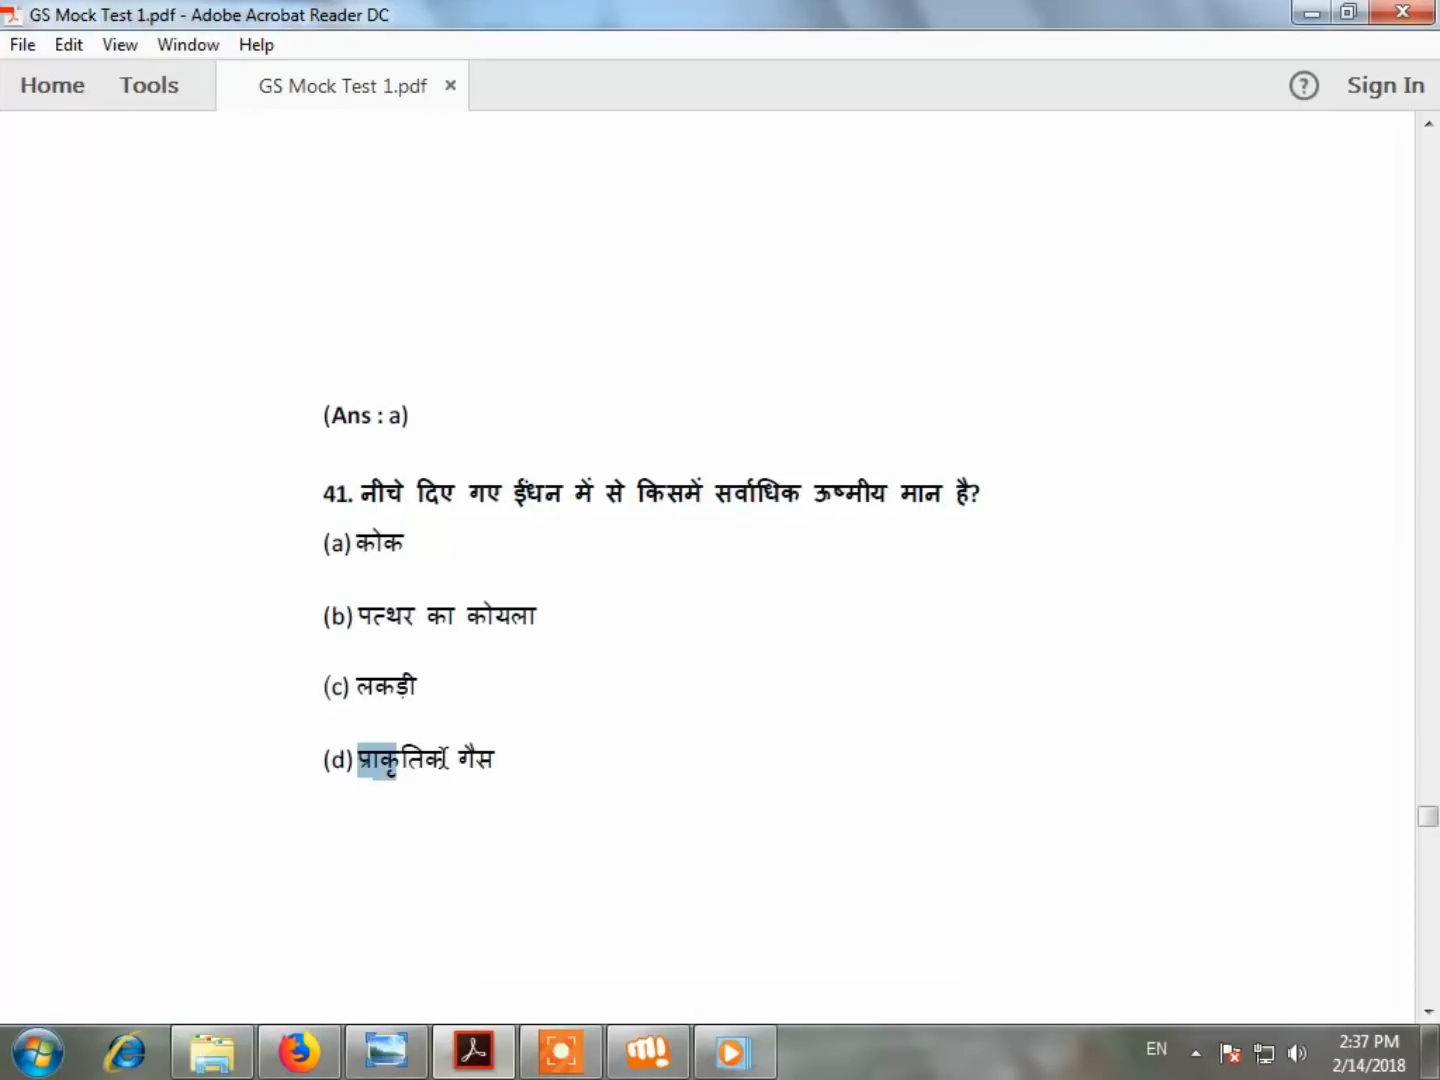 GS Mock Test 1.pdf - Adobe Acrobat Reader DC
File Edit View Window Help
Home Tools GS Mock Test 1.pdf × ? Sign In
(Ans : a)
41. नीचे दिए गए ईंधन में से किसमें सर्वाधिक ऊष्मीय मान है?
(a) कोक
(b) पत्थर का कोयला
(c) लकड़ी
(d) प्राकृतिक गैस
EN
2:37 PM
2/14/2018